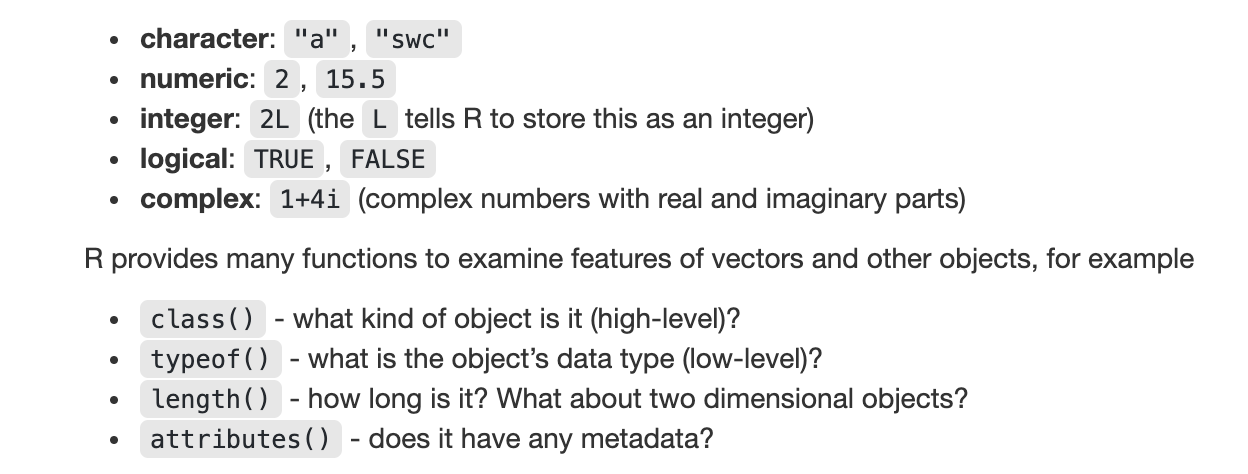 • character: "a" , "swc"
• numeric: 2 , 15.5
• integer: 2L (the L tells R to store this as an integer)
• logical: TRUE , FALSE
• complex: 1+4i (complex numbers with real and imaginary parts)
R provides many functions to examine features of vectors and other objects, for example
• class() - what kind of object is it (high-level)?
• typeof() - what is the object’s data type (low-level)?
• length() - how long is it? What about two dimensional objects?
• attributes() - does it have any metadata?